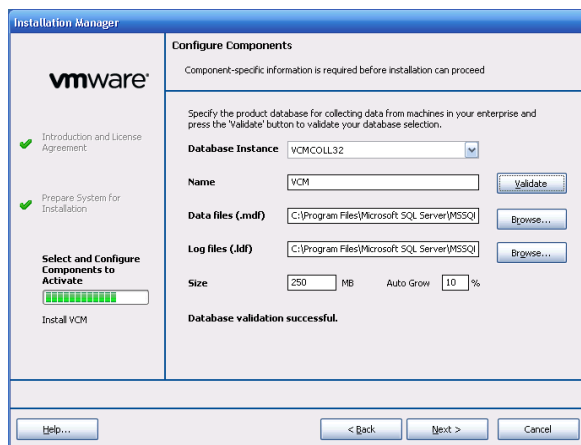 Installation Manager
vmware
Introduction and License
Agreement
Prepare System for
Installation
Select and Configure
Components to
Activate
Install VCM
Configure Components
Component-specific information is required before installation can proceed
Specify the product database for collecting data from machines in your enterprise and
press the 'Validate' button to validate your database selection.
Database Instance VCMCOLL32
Name VCM Validate
Data files (.mdf) C:\Program Files\Microsoft SQL Server\MSSQl Browse...
Log files (.ldf) C:\Program Files\Microsoft SQL Server\MSSQl Browse...
Size 250 MB Auto Grow 10 %
Database validation successful.
Help... < Back Next > Cancel